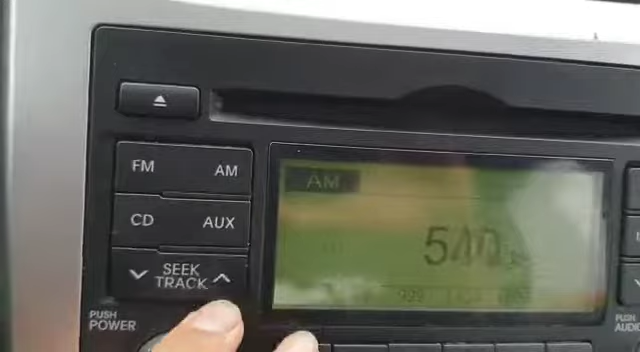 FM
AM
CD
AUX
SEEK
TRACK
AM
540
PUSH
POWER
PUSH
AUDIO